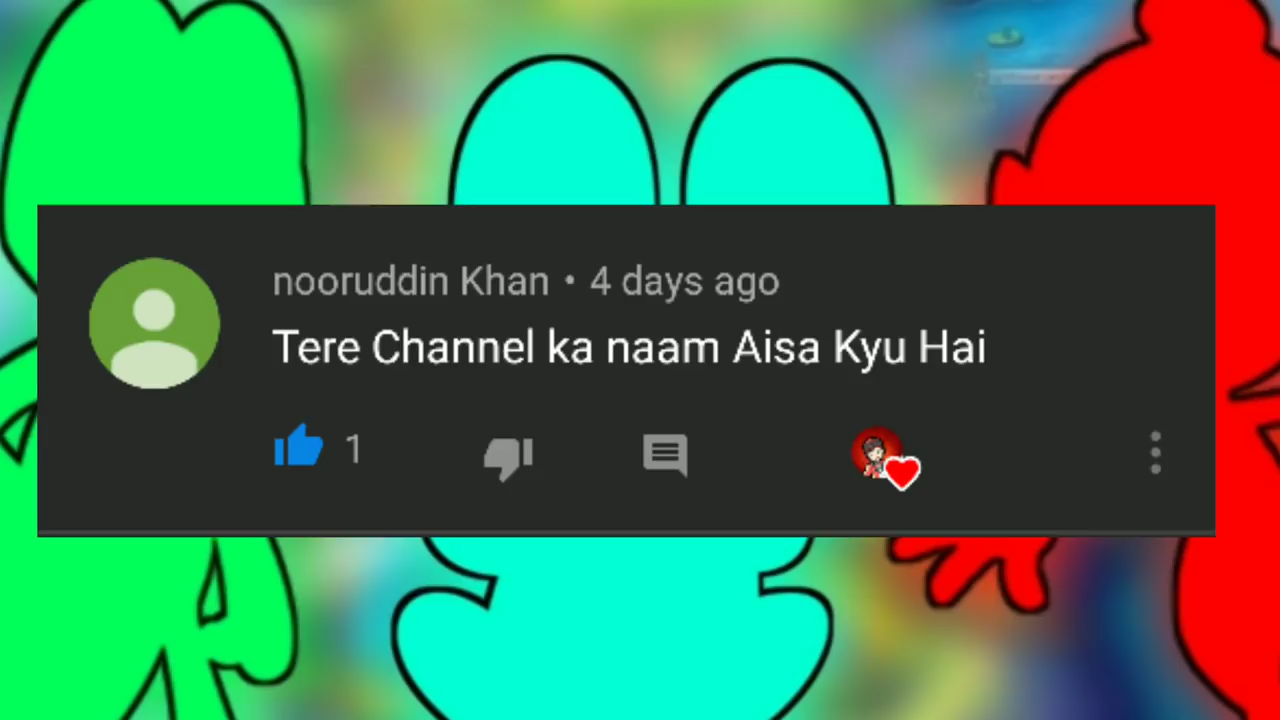 nooruddin Khan • 4 days ago
Tere Channel ka naam Aisa Kyu Hai
1